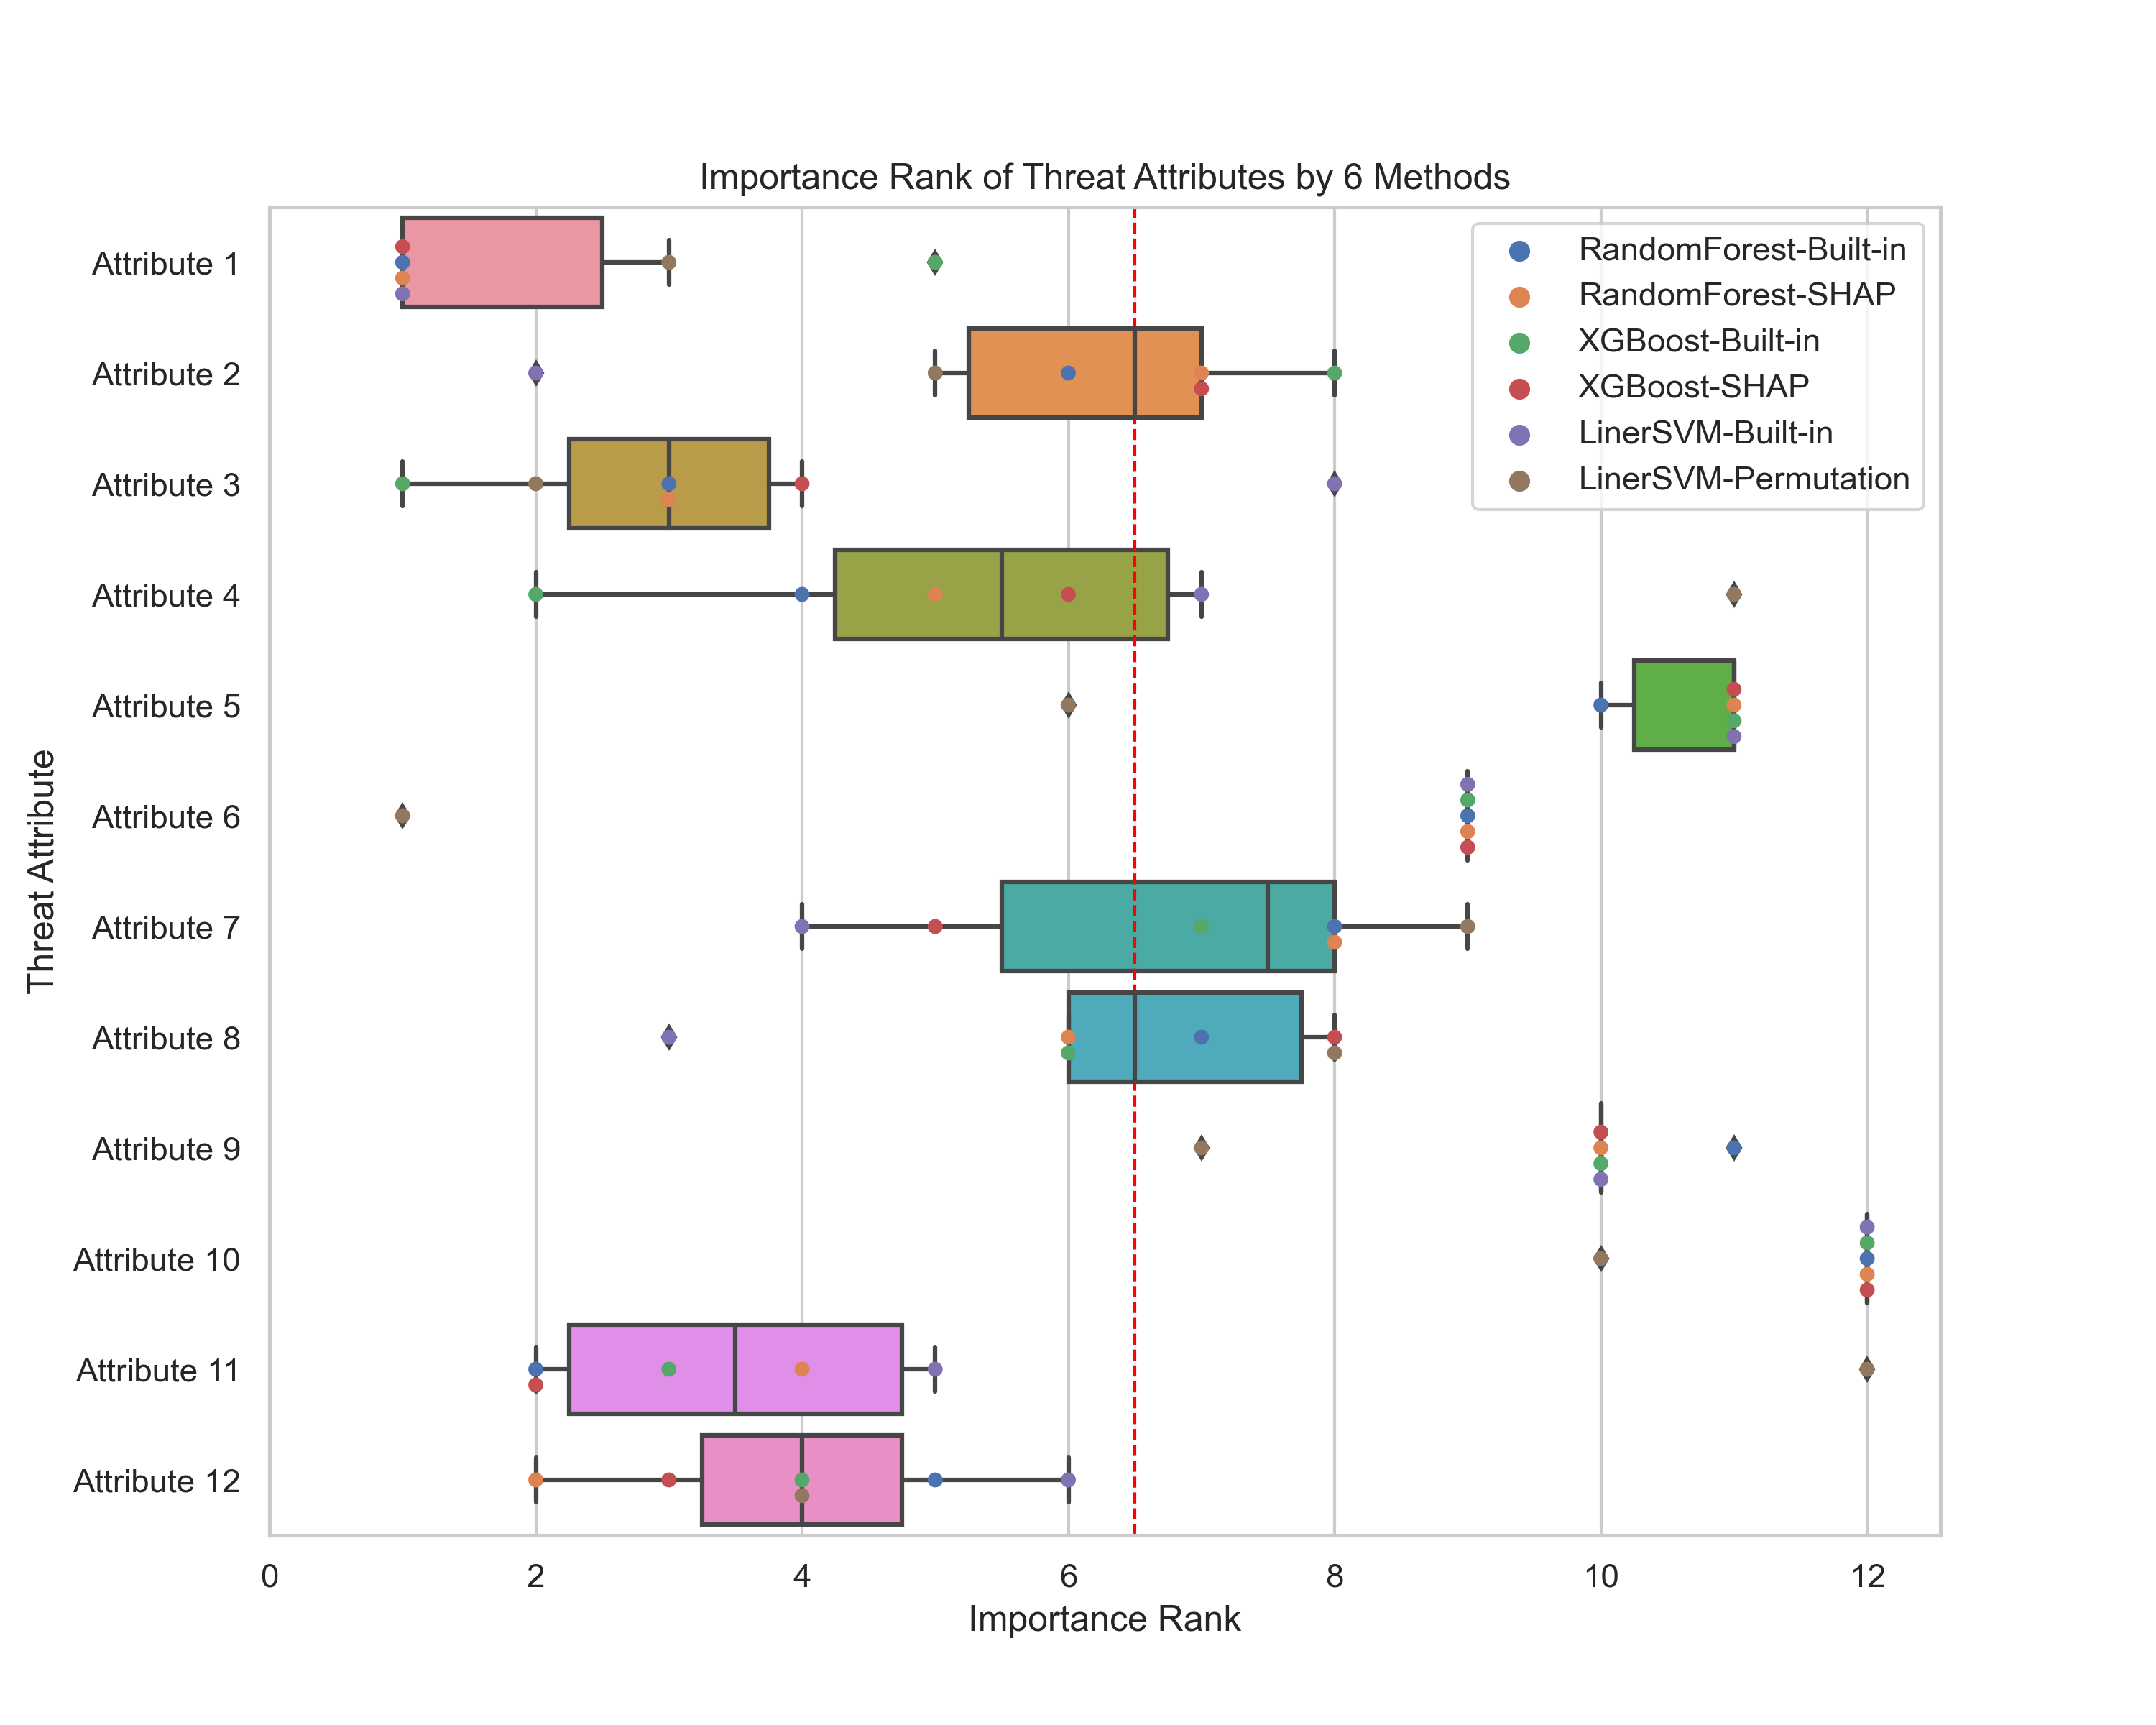 Importance Rank of Threat Attributes by 6 Methods
RandomForest-Built-in
RandomForest-SHAP
XGBoost-Built-in
XGBoost-SHAP
LinerSVM-Built-in
LinerSVM-Permutation
Threat Attribute
Attribute 1
Attribute 2
Attribute 3
Attribute 4
Attribute 5
Attribute 6
Attribute 7
Attribute 8
Attribute 9
Attribute 10
Attribute 11
Attribute 12
0 2 4 6 8 10 12
Importance Rank